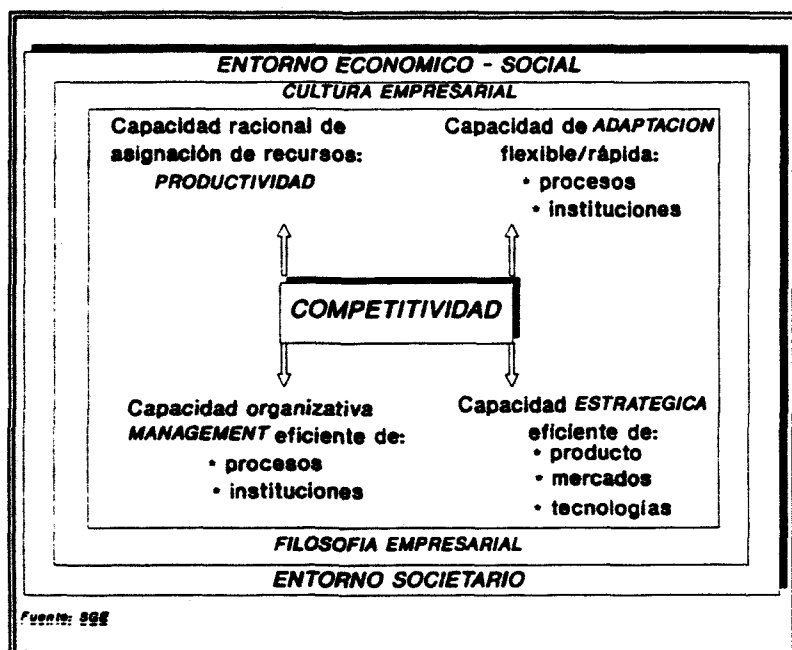 ENTORNO ECONOMICO - SOCIAL
CULTURA EMPRESARIAL
Capacidad racional de
asignación de recursos:
PRODUCTIVIDAD
Capacidad de ADAPTACION
flexible/rápida:
* procesos
* instituciones
COMPETITIVIDAD
Capacidad organizativa
MANAGEMENT eficiente de:
* procesos
* instituciones
Capacidad ESTRATEGICA
eficiente de:
* producto
* mercados
* tecnologías
FILOSOFIA EMPRESARIAL
ENTORNO SOCIETARIO
Fuente: SGE